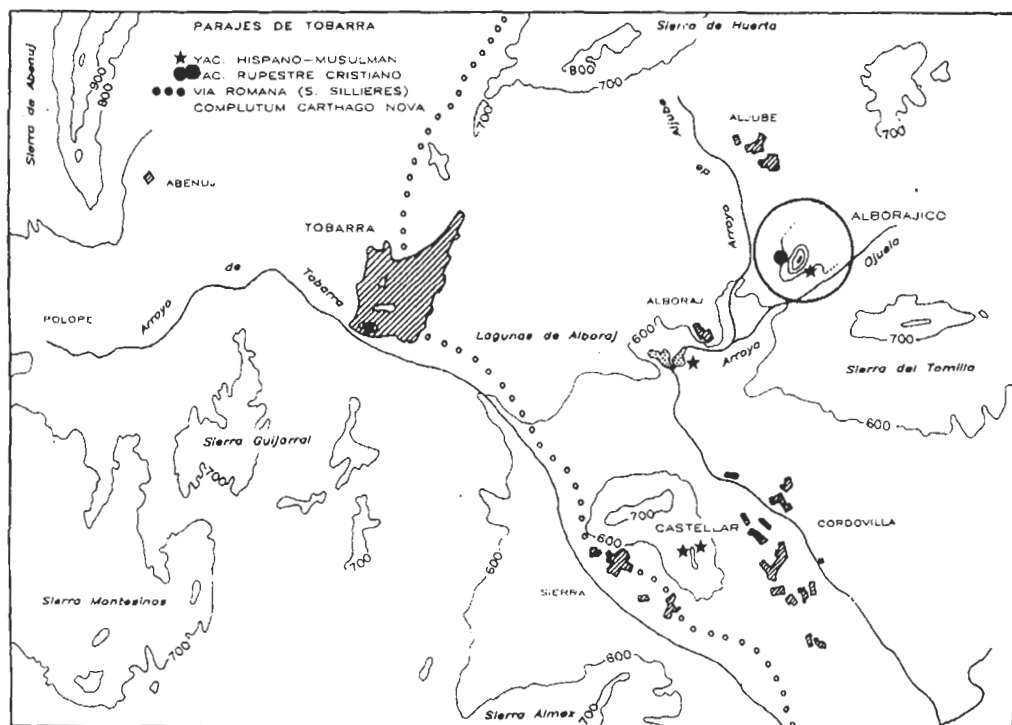 PARAJES DE TOBARRA
YAC. HISPANO-MUSULMAN
AC. RUPESTRE CRISTIANO
VIA ROMANA (S. SILLIERES)
COMPLUTUM CARTHAGO NOVA
Sierra de Huerta
Sierra de Abenuj
800
800
800
700
700
700
ABENUJ
Aljube
de
Arroyo
ALJUBE
ALBORAJICO
Ojuelo
Arroyo
TOBARRA
Arroyo
de
Tobarra
POLOPE
ALBORAJ
Lagunas de Alboraj
600
700
Sierra del Tomillo
600
Sierra Guijarral
700
700
CASTELLAR
600
CORDOVILLA
SIERRA
600
700
Sierra Montesinos
700
600
Sierra Almez
700